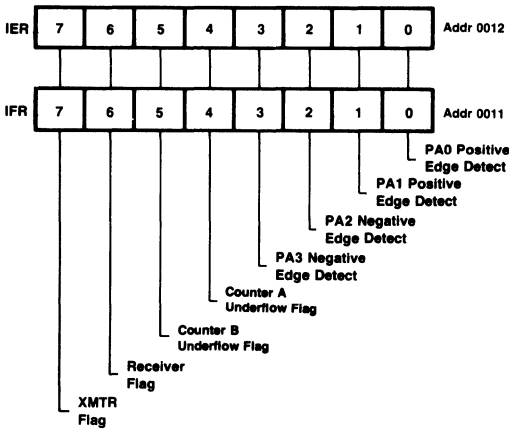 IER 7 6 5 4 3 2 1 0 Addr 0012
IFR 7 6 5 4 3 2 1 0 Addr 0011
PA0 Positive
Edge Detect
PA1 Positive
Edge Detect
PA2 Negative
Edge Detect
PA3 Negative
Edge Detect
Counter A
Underflow Flag
Counter B
Underflow Flag
Receiver
Flag
XMTR
Flag